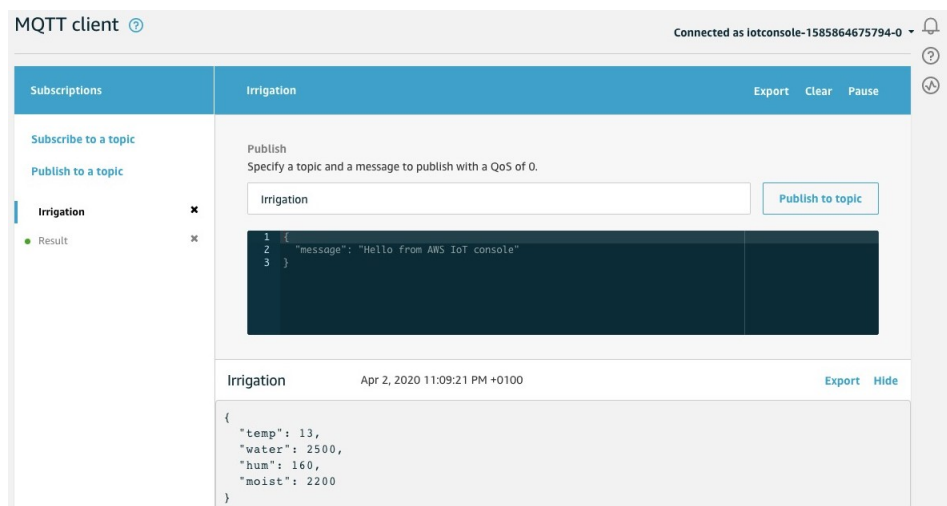 MQTT client ?
Connected as iotconsole-1585864675794-0
Subscriptions
Irrigation
Export Clear Pause
Subscribe to a topic
Publish to a topic
Irrigation
Result
Publish
Specify a topic and a message to publish with a QoS of 0.
Irrigation
Publish to topic
1 {
2 "message": "Hello from AWS IoT console"
3 }
Irrigation Apr 2, 2020 11:09:21 PM +0100 Export Hide
{
"temp": 13,
"water": 2500,
"hum": 160,
"moist": 2200
}